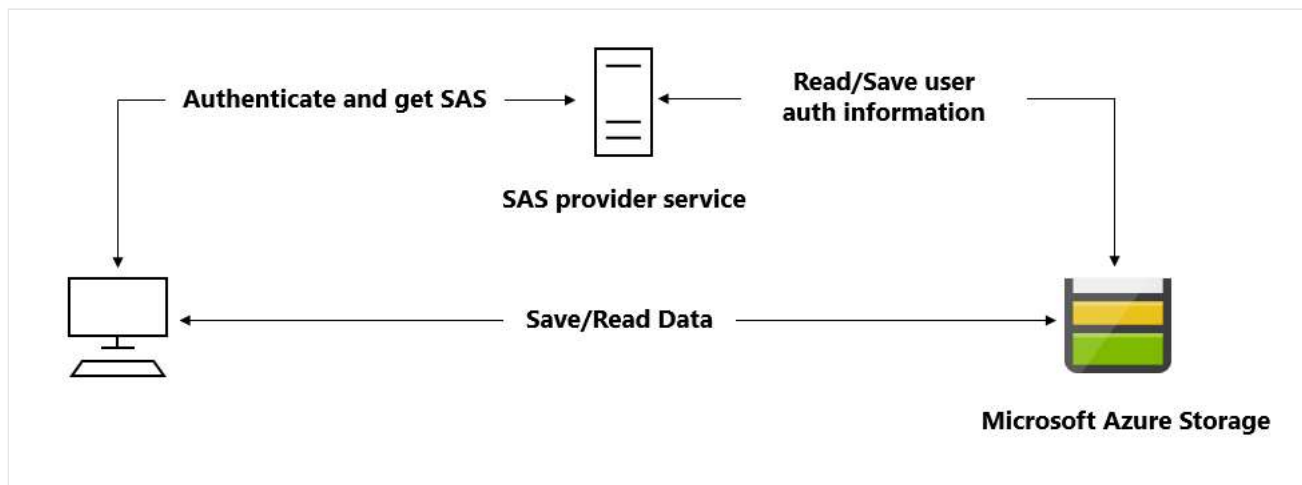 Authenticate and get SAS
Read/Save user
auth information
SAS provider service
Save/Read Data
Microsoft Azure Storage